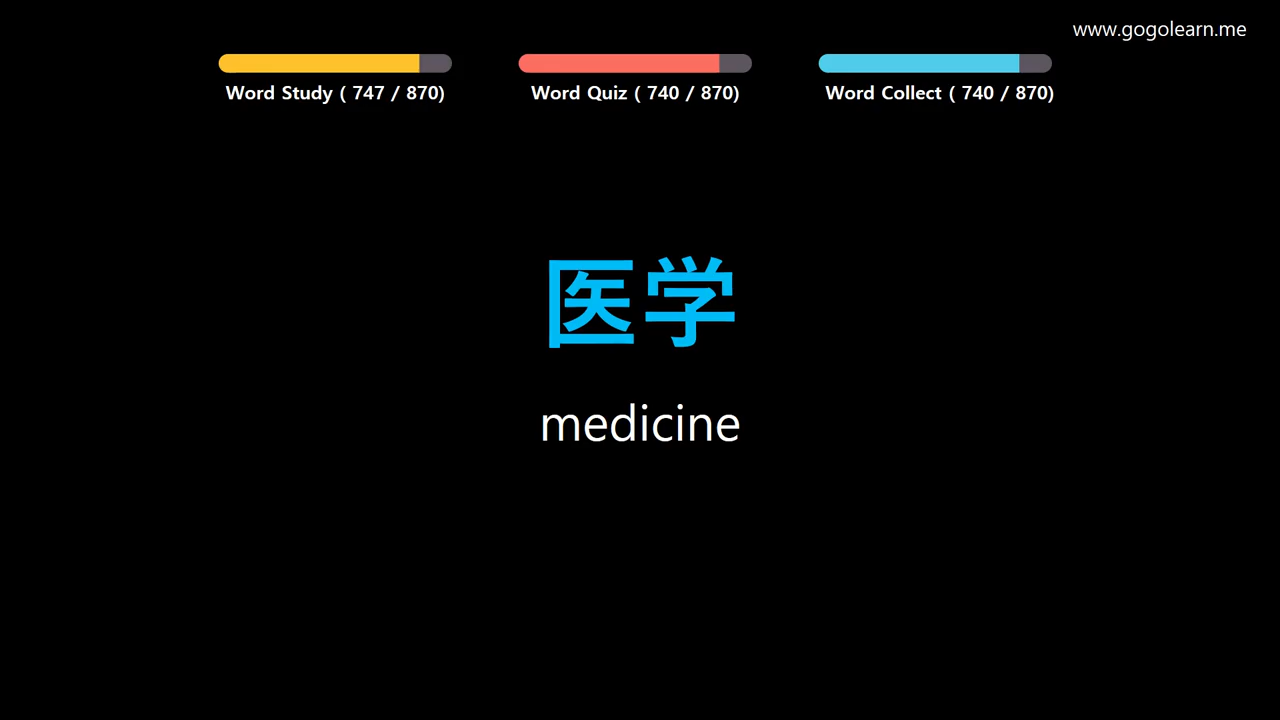 www.gogolearn.me
Word Study ( 747 / 870)
Word Quiz ( 740 / 870)
Word Collect ( 740 / 870)
医学
medicine